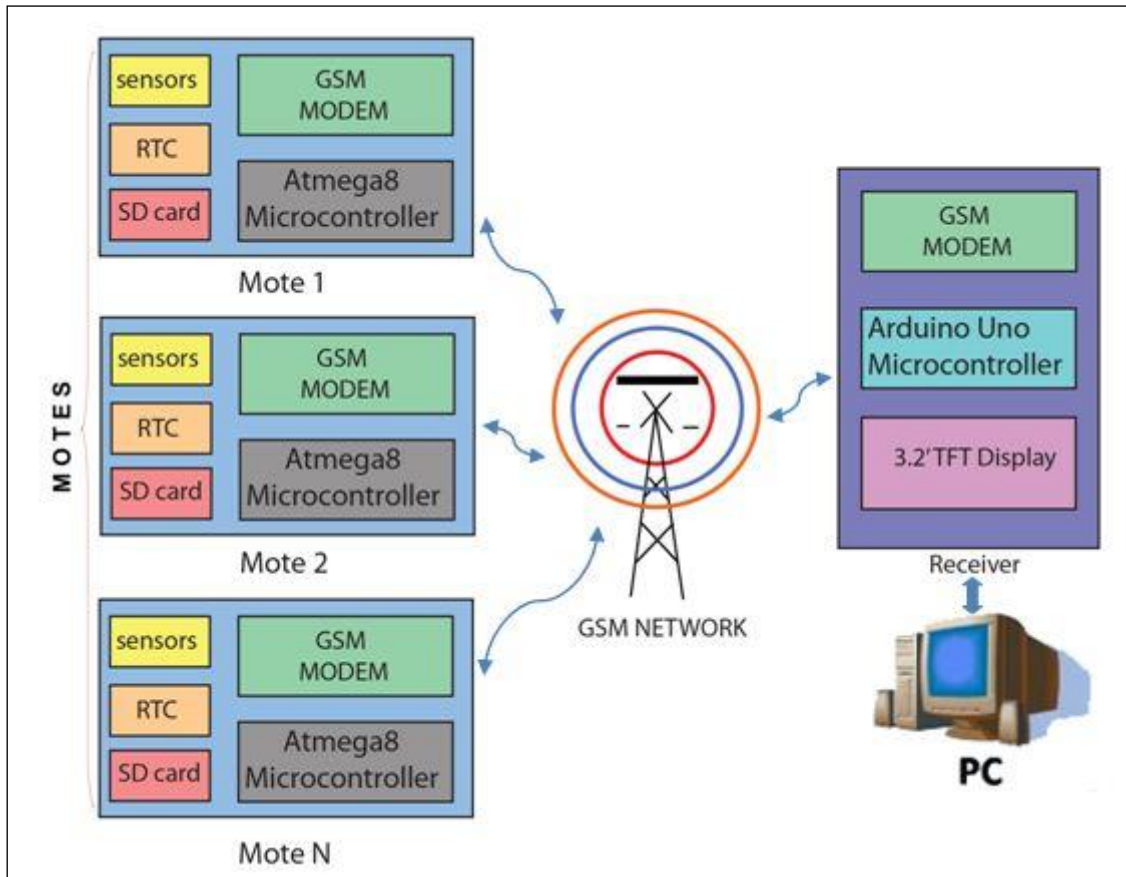 MOTES
sensors
GSM
MODEM
RTC
SD card
Atmega8
Microcontroller
Mote 1
sensors
GSM
MODEM
RTC
SD card
Atmega8
Microcontroller
Mote 2
sensors
GSM
MODEM
RTC
SD card
Atmega8
Microcontroller
Mote N
GSM NETWORK
GSM
MODEM
Arduino Uno
Microcontroller
3.2'TFT Display
Receiver
PC